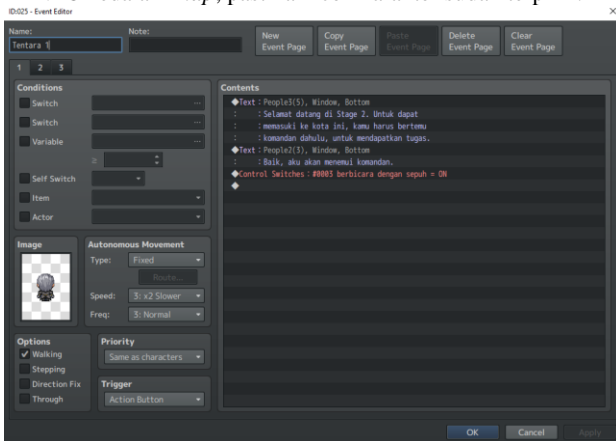 ID:025 - Event Editor
Name:
Note:
Tentara 1
New
Event Page
Copy
Event Page
Paste
Event Page
Delete
Event Page
Clear
Event Page
1 2 3
Conditions
Switch
Switch
Variable
≥
Self Switch
Item
Actor
Image
Autonomous Movement
Type: Fixed
Route...
Speed: 3: x2 Slower
Freq: 3: Normal
Options
Walking
Stepping
Direction Fix
Through
Priority
Same as characters
Trigger
Action Button
Contents
◆Text : People3(5), Window, Bottom
: : Selamat datang di Stage 2. Untuk dapat
: : memasuki ke kota ini, kamu harus bertemu
: : komandan dahulu, untuk mendapatkan tugas.
◆Text : People2(3), Window, Bottom
: : Baik, aku akan menemui komandan.
◆Control Switches : #0003 berbicara dengan sepuh = ON
◆
OK Cancel Apply